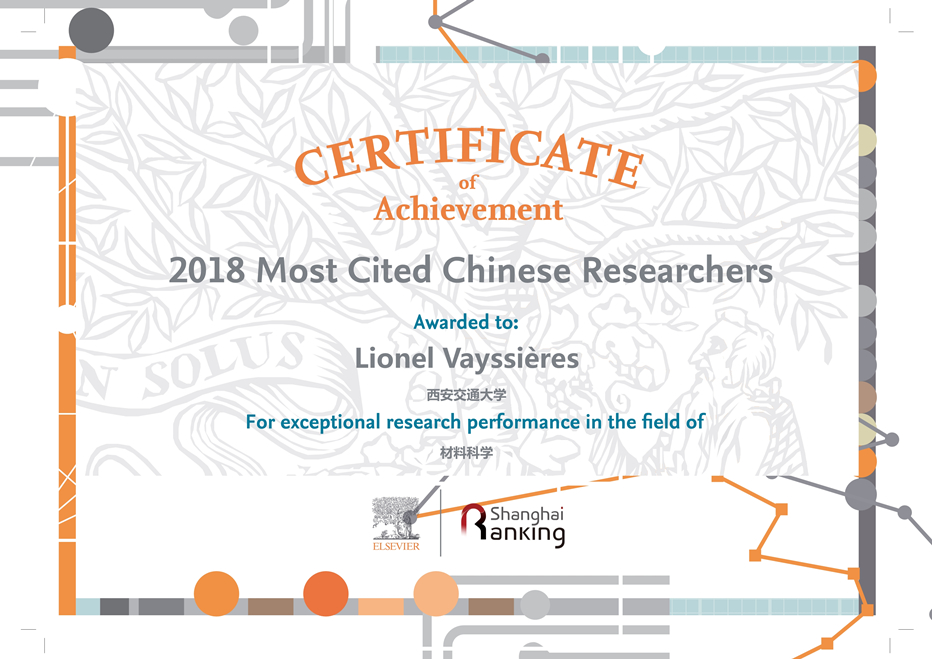 CERTIFICATE
of
Achievement
2018 Most Cited Chinese Researchers
Awarded to:
Lionel Vayssières
西安交通大学
For exceptional research performance in the field of
材料科学
N SOLUS
ELSEVIER
Shanghai
Ranking